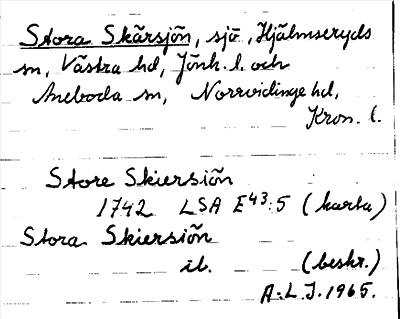 Stora Skärsjön, sjö, Hjälmseryds
sn, Västra hd, Jönk. l. och
Aneboda sn, Norrvidinge hd,
Kron. l.
Store Skiersiön
1742 LSA E43:5 (karta)
Stora Skiersiön
ib. (beskr.)
A.L.J. 1965.